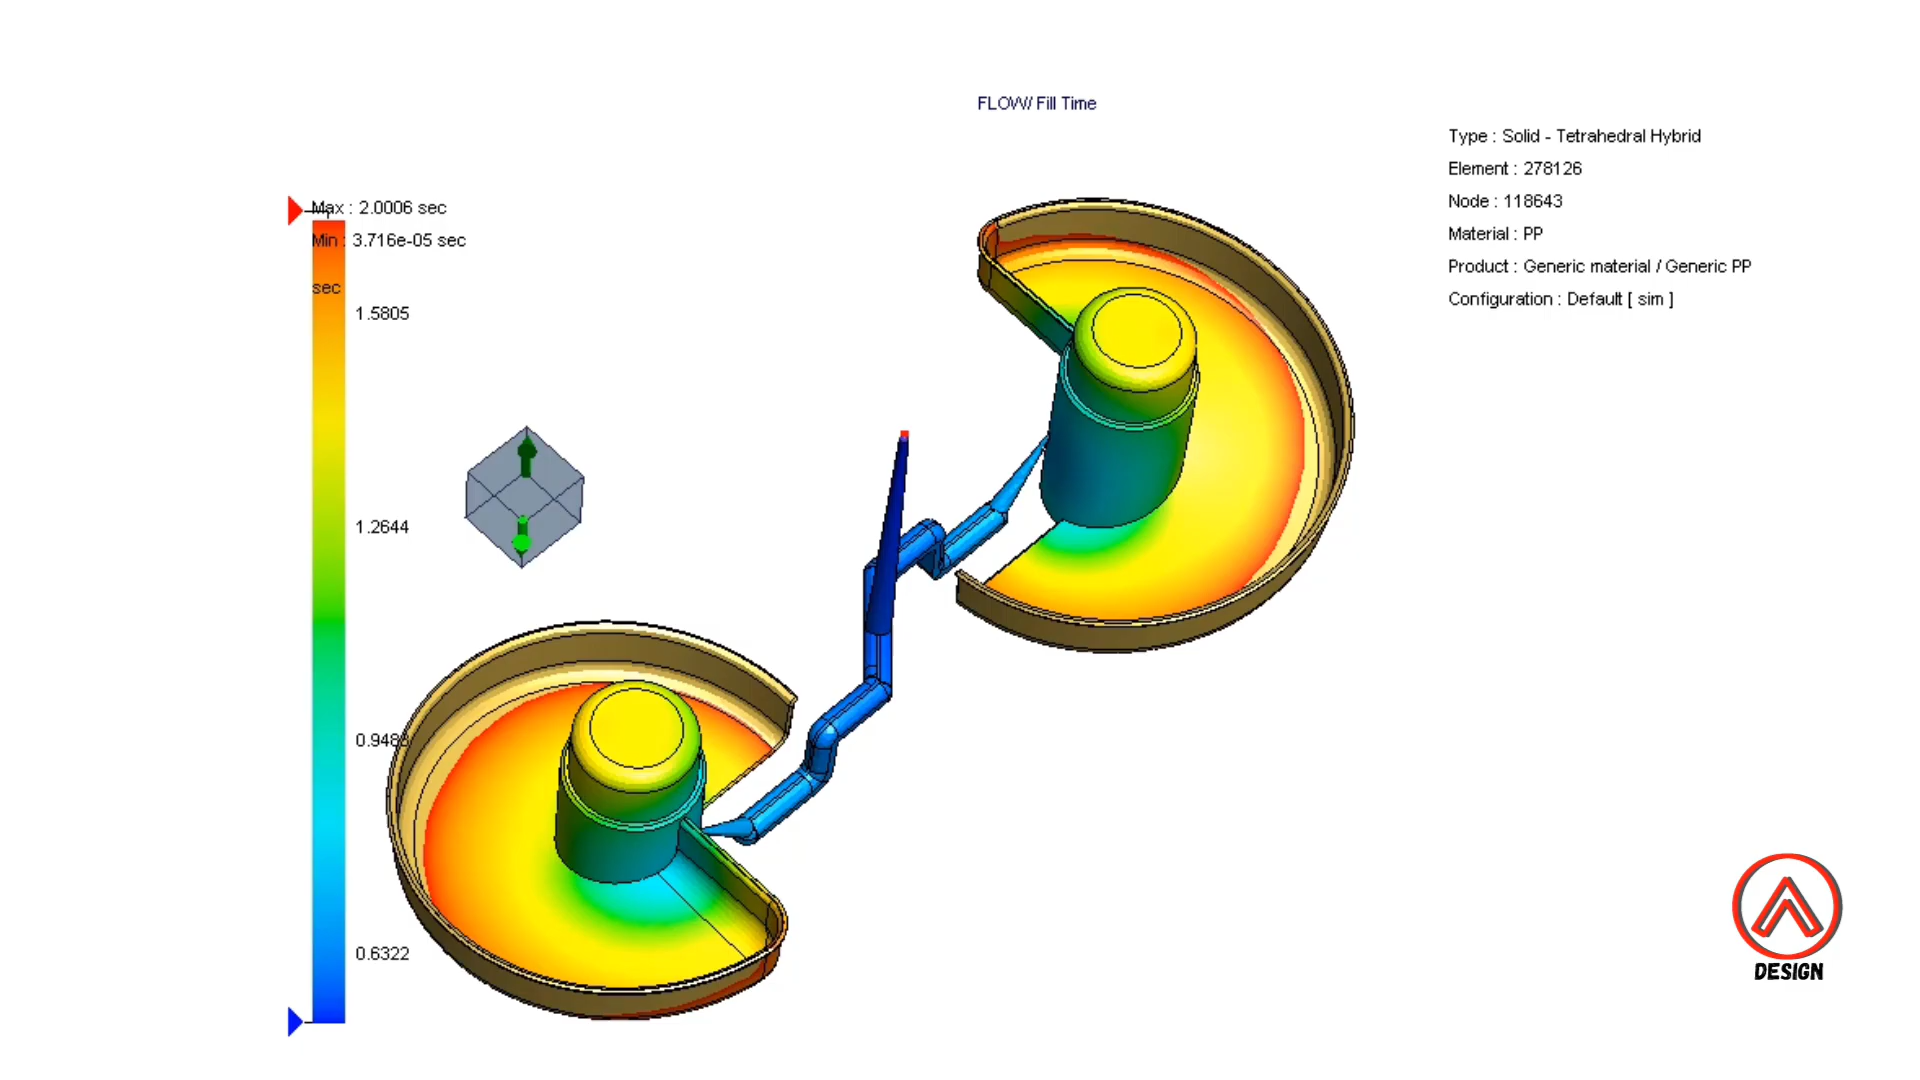 FLOW/ Fill Time
Type : Solid - Tetrahedral Hybrid
Element : 278126
Node : 118643
Material : PP
Product : Generic material / Generic PP
Configuration : Default [ sim ]
Max : 2.0006 sec
Min : 3.716e-05 sec
sec
1.5805
1.2644
0.9483
0.6322
DESIGN